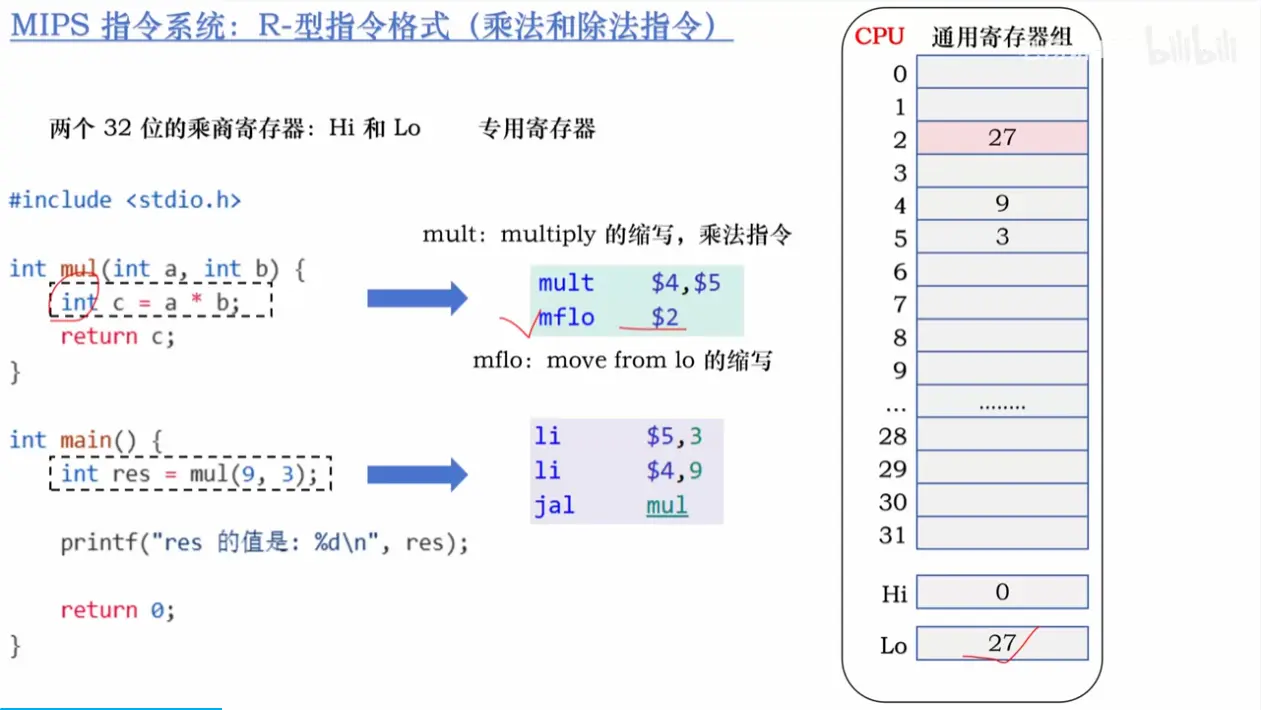 MIPS 指令系统：R-型指令格式（乘法和除法指令）
两个 32 位的乘商寄存器：Hi 和 Lo 专用寄存器
#include <stdio.h>
int mul(int a, int b) {
int c = a * b;
return c;
}
int main() {
int res = mul(9, 3);
printf("res 的值是: %d\n", res);
return 0;
}
mult：multiply 的缩写，乘法指令
mult $4,$5
mflo $2
mflo：move from lo 的缩写
li $5,3
li $4,9
jal mul
CPU 通用寄存器组
0
1
2 27
3
4 9
5 3
6
7
8
9
... ........
28
29
30
31
Hi 0
Lo 27
bilibili